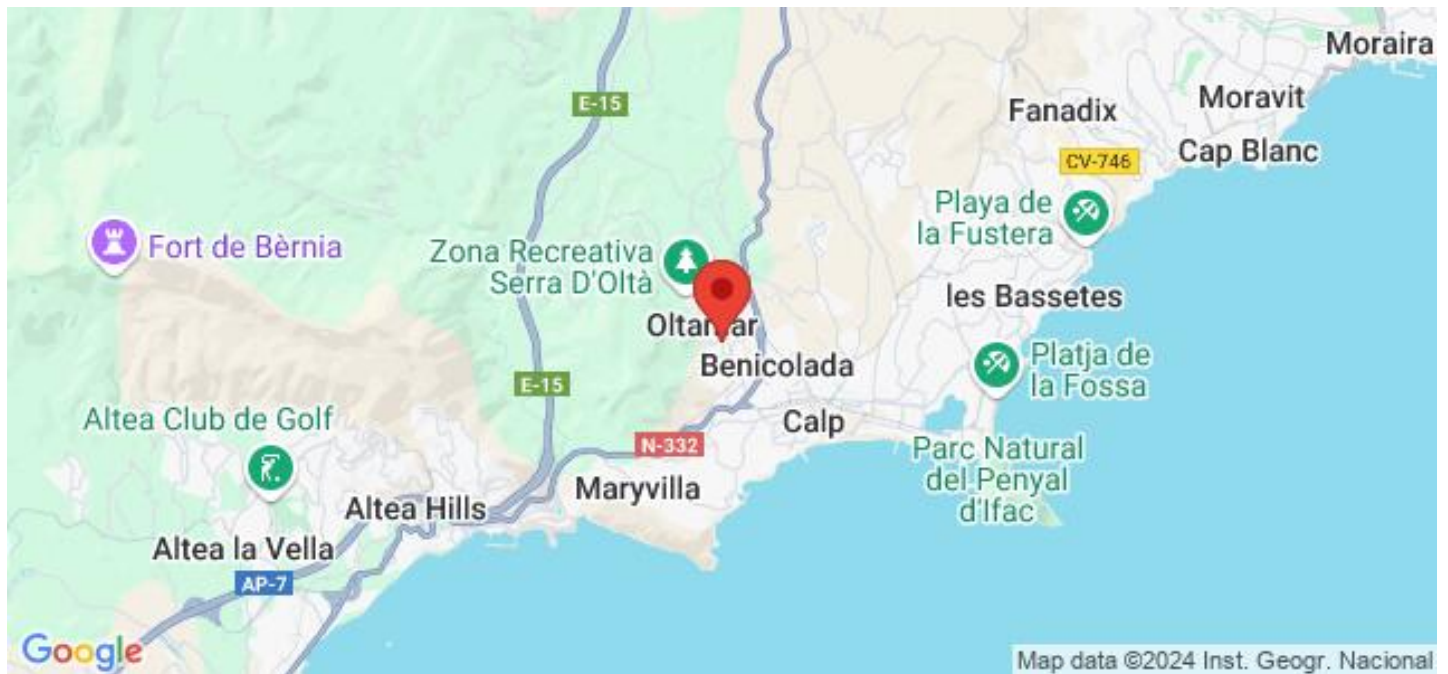 Moraira
E-15
Fanadix
Moravit
CV-746
Cap Blanc
Playa de
la Fustera
Fort de Bèrnia
Zona Recreativa
Serra D'Oltà
les Bassetes
Oltamar
Benicolada
Platja de
la Fossa
E-15
Altea Club de Golf
Calp
N-332
Parc Natural
del Penyal
d'Ifac
Maryvilla
Altea Hills
Altea la Vella
AP-7
Google
Map data ©2024 Inst. Geogr. Nacional